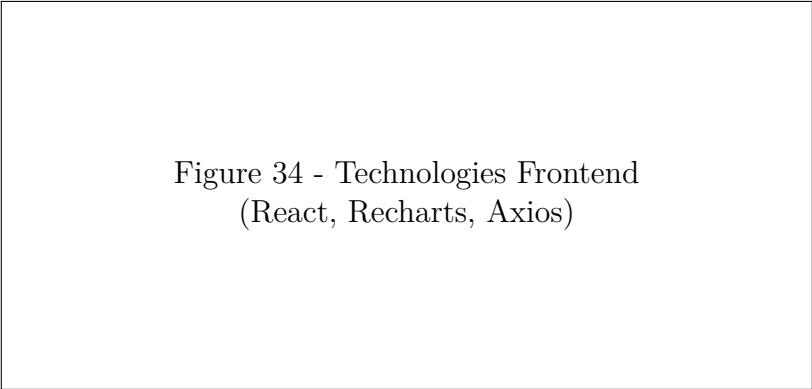 Figure 34 - Technologies Frontend
(React, Recharts, Axios)